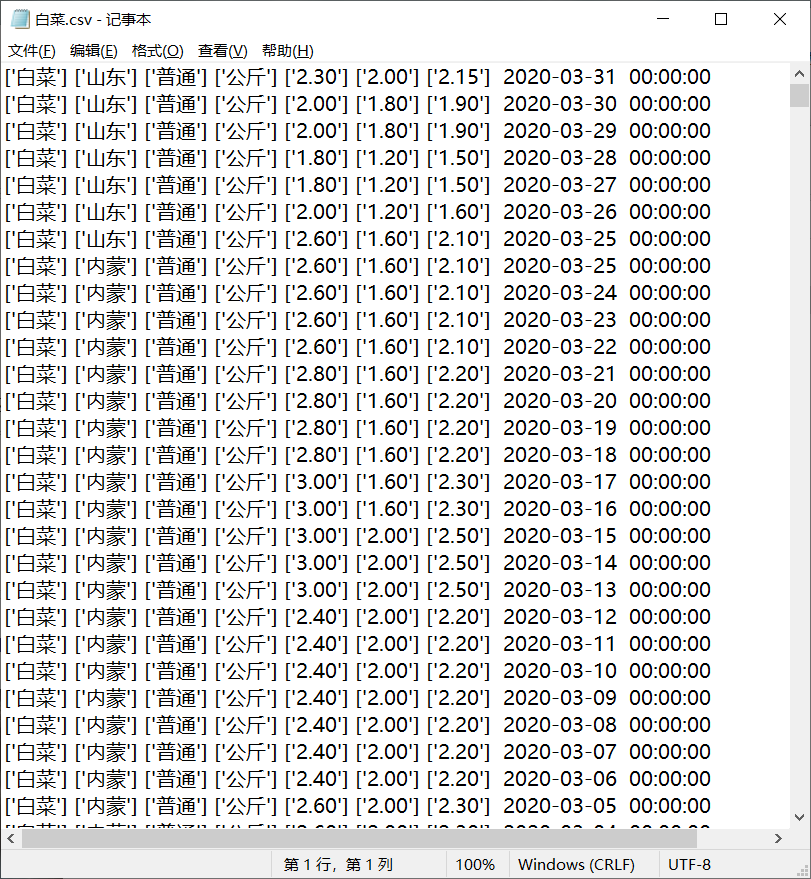 白菜.csv - 记事本
文件(F) 编辑(E) 格式(O) 查看(V) 帮助(H)
['白菜'] ['山东'] ['普通'] ['公斤'] ['2.30'] ['2.00'] ['2.15'] 2020-03-31 00:00:00
['白菜'] ['山东'] ['普通'] ['公斤'] ['2.00'] ['1.80'] ['1.90'] 2020-03-30 00:00:00
['白菜'] ['山东'] ['普通'] ['公斤'] ['2.00'] ['1.80'] ['1.90'] 2020-03-29 00:00:00
['白菜'] ['山东'] ['普通'] ['公斤'] ['1.80'] ['1.20'] ['1.50'] 2020-03-28 00:00:00
['白菜'] ['山东'] ['普通'] ['公斤'] ['1.80'] ['1.20'] ['1.50'] 2020-03-27 00:00:00
['白菜'] ['山东'] ['普通'] ['公斤'] ['2.00'] ['1.20'] ['1.60'] 2020-03-26 00:00:00
['白菜'] ['山东'] ['普通'] ['公斤'] ['2.60'] ['1.60'] ['2.10'] 2020-03-25 00:00:00
['白菜'] ['内蒙'] ['普通'] ['公斤'] ['2.60'] ['1.60'] ['2.10'] 2020-03-25 00:00:00
['白菜'] ['内蒙'] ['普通'] ['公斤'] ['2.60'] ['1.60'] ['2.10'] 2020-03-24 00:00:00
['白菜'] ['内蒙'] ['普通'] ['公斤'] ['2.60'] ['1.60'] ['2.10'] 2020-03-23 00:00:00
['白菜'] ['内蒙'] ['普通'] ['公斤'] ['2.60'] ['1.60'] ['2.10'] 2020-03-22 00:00:00
['白菜'] ['内蒙'] ['普通'] ['公斤'] ['2.80'] ['1.60'] ['2.20'] 2020-03-21 00:00:00
['白菜'] ['内蒙'] ['普通'] ['公斤'] ['2.80'] ['1.60'] ['2.20'] 2020-03-20 00:00:00
['白菜'] ['内蒙'] ['普通'] ['公斤'] ['2.80'] ['1.60'] ['2.20'] 2020-03-19 00:00:00
['白菜'] ['内蒙'] ['普通'] ['公斤'] ['2.80'] ['1.60'] ['2.20'] 2020-03-18 00:00:00
['白菜'] ['内蒙'] ['普通'] ['公斤'] ['3.00'] ['1.60'] ['2.30'] 2020-03-17 00:00:00
['白菜'] ['内蒙'] ['普通'] ['公斤'] ['3.00'] ['1.60'] ['2.30'] 2020-03-16 00:00:00
['白菜'] ['内蒙'] ['普通'] ['公斤'] ['3.00'] ['2.00'] ['2.50'] 2020-03-15 00:00:00
['白菜'] ['内蒙'] ['普通'] ['公斤'] ['3.00'] ['2.00'] ['2.50'] 2020-03-14 00:00:00
['白菜'] ['内蒙'] ['普通'] ['公斤'] ['3.00'] ['2.00'] ['2.50'] 2020-03-13 00:00:00
['白菜'] ['内蒙'] ['普通'] ['公斤'] ['2.40'] ['2.00'] ['2.20'] 2020-03-12 00:00:00
['白菜'] ['内蒙'] ['普通'] ['公斤'] ['2.40'] ['2.00'] ['2.20'] 2020-03-11 00:00:00
['白菜'] ['内蒙'] ['普通'] ['公斤'] ['2.40'] ['2.00'] ['2.20'] 2020-03-10 00:00:00
['白菜'] ['内蒙'] ['普通'] ['公斤'] ['2.40'] ['2.00'] ['2.20'] 2020-03-09 00:00:00
['白菜'] ['内蒙'] ['普通'] ['公斤'] ['2.40'] ['2.00'] ['2.20'] 2020-03-08 00:00:00
['白菜'] ['内蒙'] ['普通'] ['公斤'] ['2.40'] ['2.00'] ['2.20'] 2020-03-07 00:00:00
['白菜'] ['内蒙'] ['普通'] ['公斤'] ['2.40'] ['2.00'] ['2.20'] 2020-03-06 00:00:00
['白菜'] ['内蒙'] ['普通'] ['公斤'] ['2.60'] ['2.00'] ['2.30'] 2020-03-05 00:00:00
第 1 行，第 1 列 100% Windows (CRLF) UTF-8